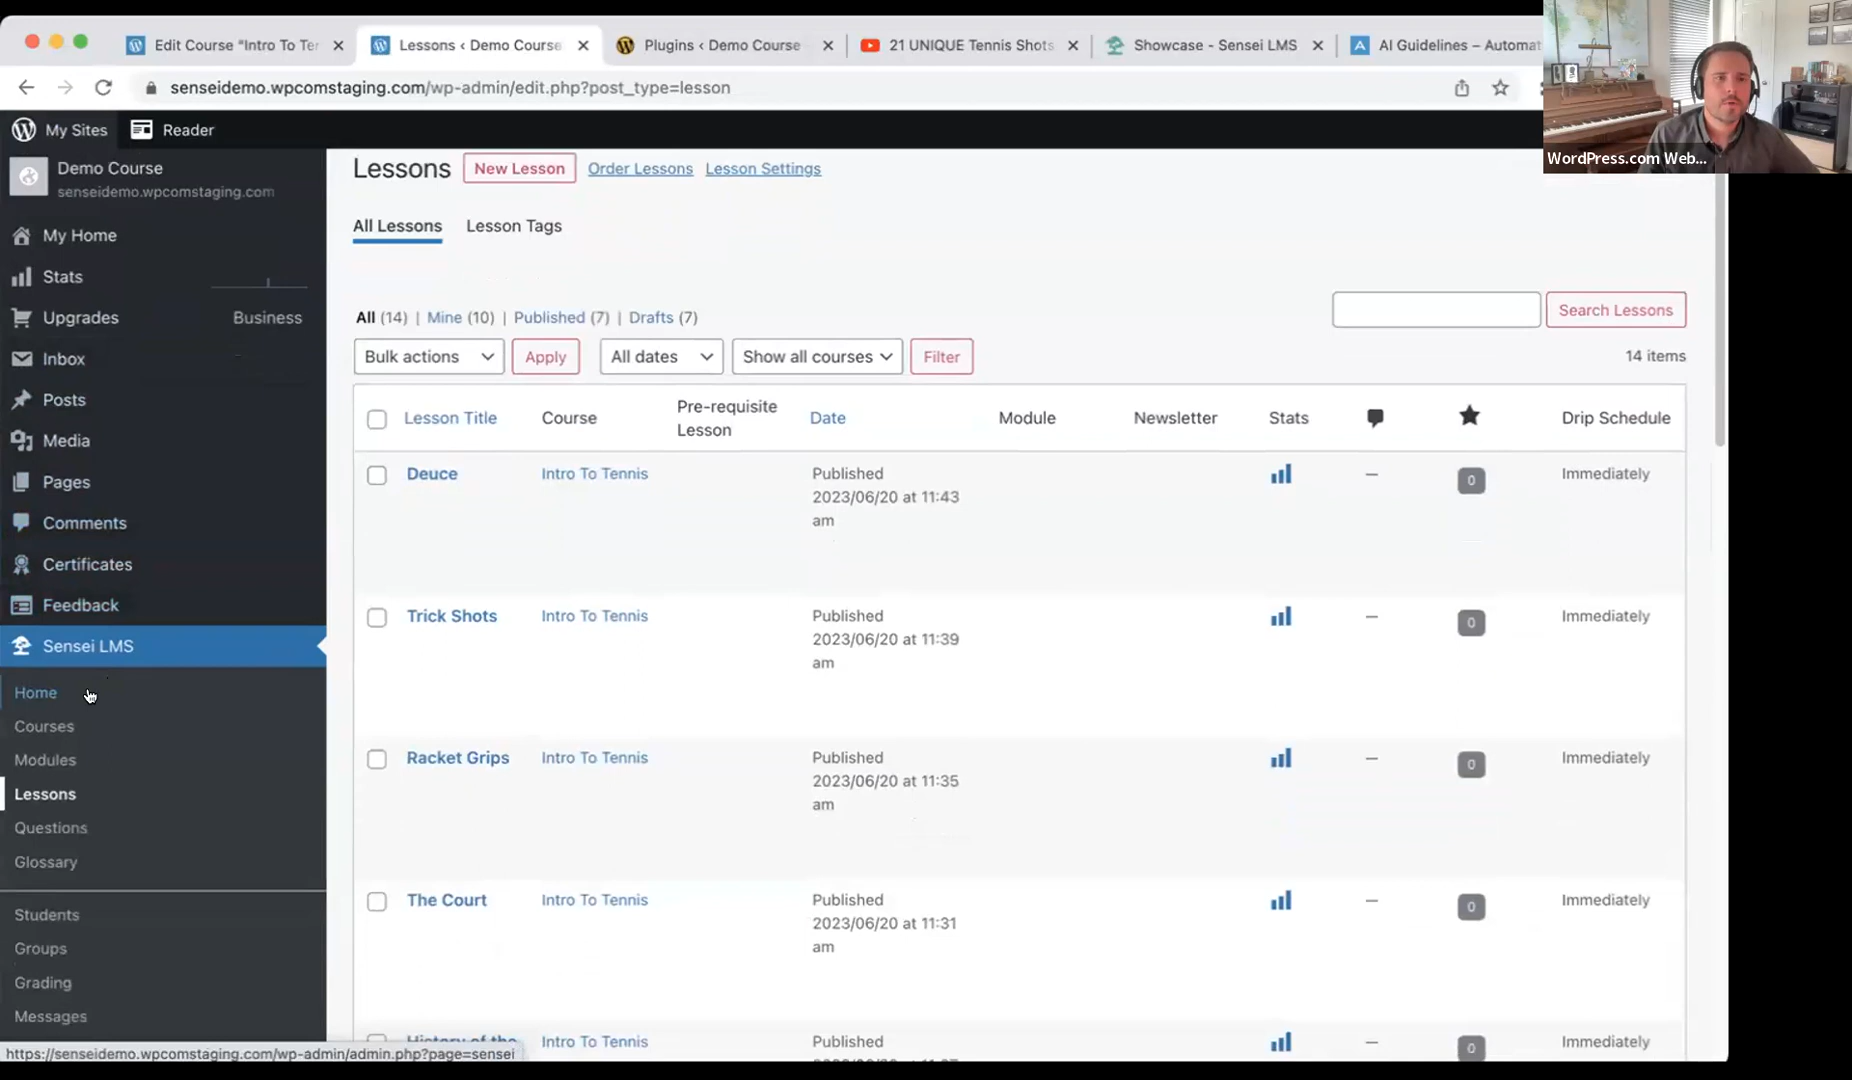 Edit Course "Intro To Ter
Lessons ‹ Demo Course
Plugins ‹ Demo Course
21 UNIQUE Tennis Shots
Showcase - Sensei LMS
AI Guidelines – Automat
senseidemo.wpcomstaging.com/wp-admin/edit.php?post_type=lesson
WordPress.com Web...
My Sites
Reader
Demo Course
senseidemo.wpcomstaging.com
My Home
Stats
Upgrades Business
Inbox
Posts
Media
Pages
Comments
Certificates
Feedback
Sensei LMS
Home
Courses
Modules
Lessons
Questions
Glossary
Students
Groups
Grading
Messages
https://senseidemo.wpcomstaging.com/wp-admin/admin.php?page=sensei
Lessons New Lesson Order Lessons Lesson Settings
All Lessons Lesson Tags
All (14) | Mine (10) | Published (7) | Drafts (7)
Search Lessons
Bulk actions Apply All dates Show all courses Filter
14 items
Lesson Title Course Pre-requisite Lesson Date Module Newsletter Stats Drip Schedule
Deuce Intro To Tennis Published 2023/06/20 at 11:43 am — 0 Immediately
Trick Shots Intro To Tennis Published 2023/06/20 at 11:39 am — 0 Immediately
Racket Grips Intro To Tennis Published 2023/06/20 at 11:35 am — 0 Immediately
The Court Intro To Tennis Published 2023/06/20 at 11:31 am — 0 Immediately
History of the Intro To Tennis Published — 0 Immediately